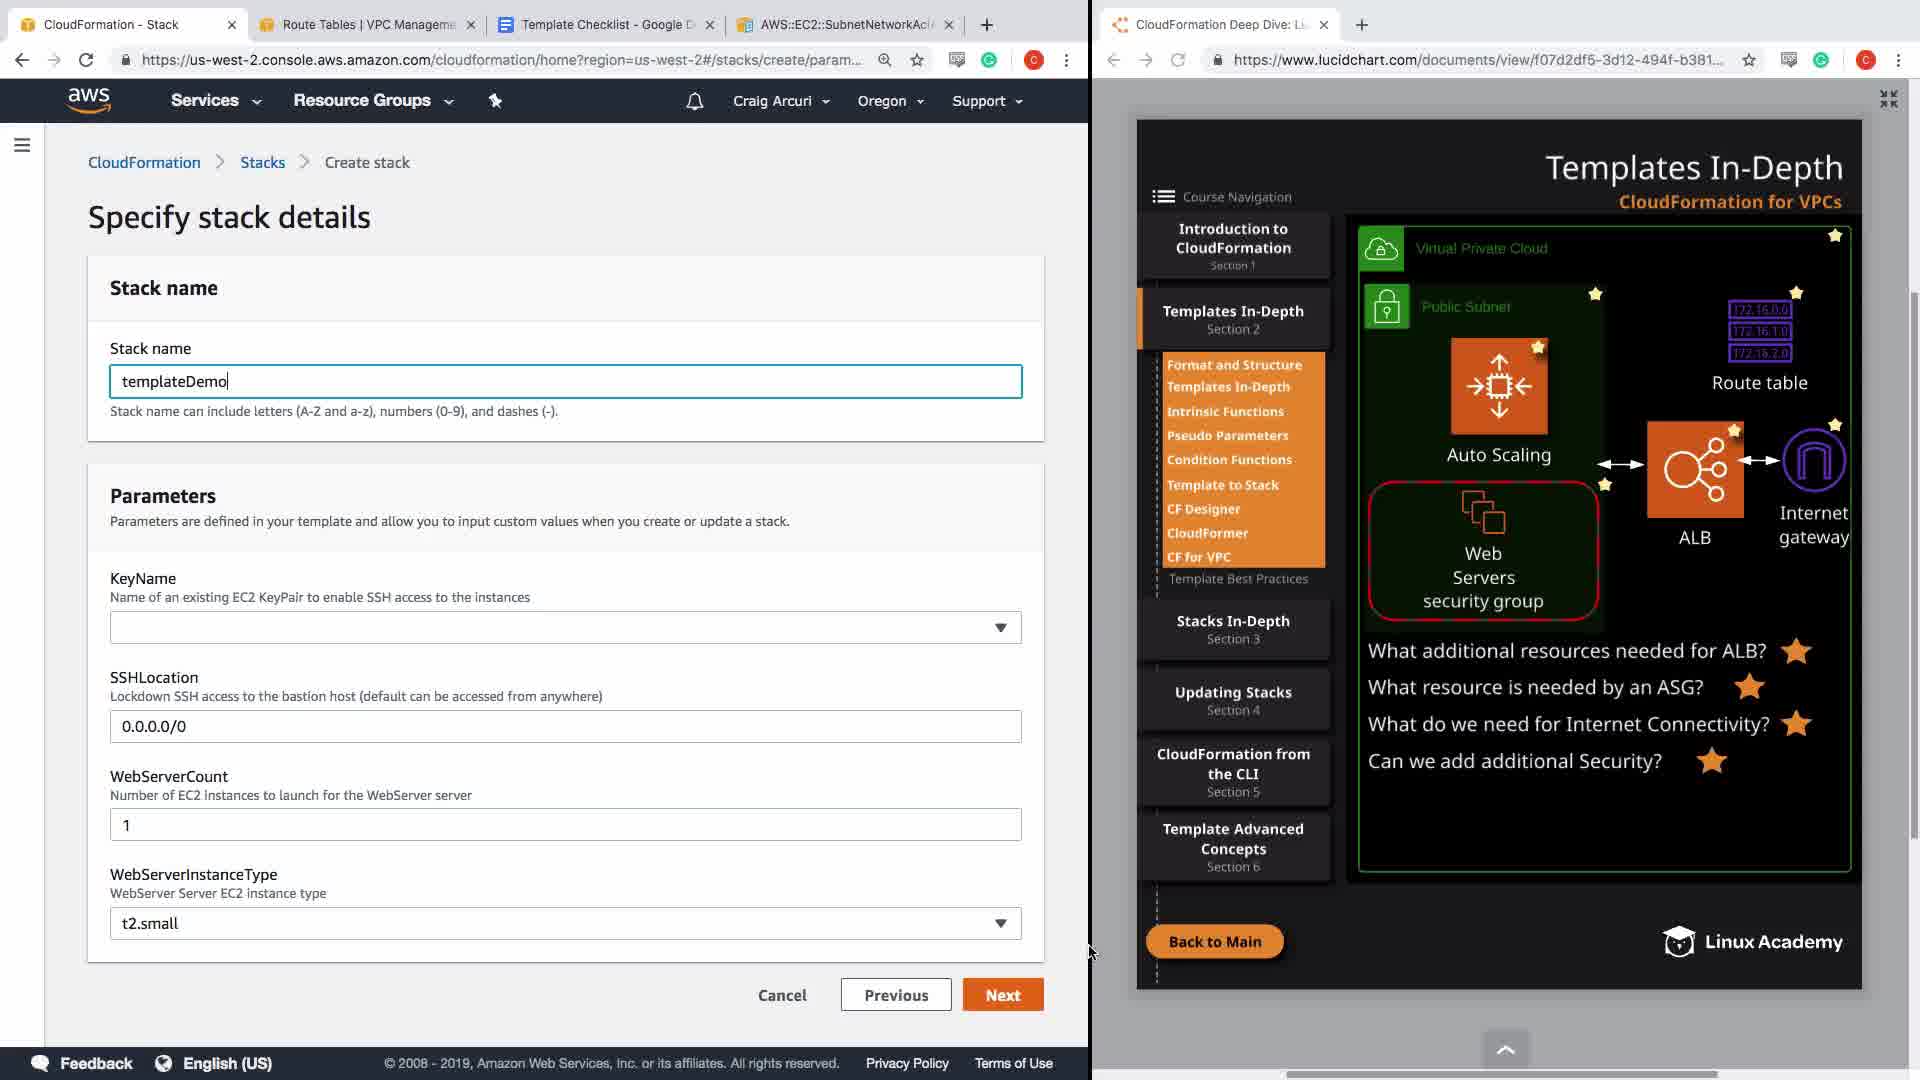 CloudFormation - Stack
Route Tables | VPC Manageme
Template Checklist - Google D
AWS::EC2::SubnetNetworkAcl
https://us-west-2.console.aws.amazon.com/cloudformation/home?region=us-west-2#/stacks/create/param...
C
aws
Services
Resource Groups
Craig Arcuri
Oregon
Support
CloudFormation
Stacks
Create stack
Specify stack details
Stack name
Stack name
templateDemo
Stack name can include letters (A-Z and a-z), numbers (0-9), and dashes (-).
Parameters
Parameters are defined in your template and allow you to input custom values when you create or update a stack.
KeyName
Name of an existing EC2 KeyPair to enable SSH access to the instances
SSHLocation
Lockdown SSH access to the bastion host (default can be accessed from anywhere)
0.0.0.0/0
WebServerCount
Number of EC2 instances to launch for the WebServer server
1
WebServerInstanceType
WebServer Server EC2 instance type
t2.small
Cancel
Previous
Next
Feedback
English (US)
© 2008 - 2019, Amazon Web Services, Inc. or its affiliates. All rights reserved.
Privacy Policy
Terms of Use
CloudFormation Deep Dive: Lu
https://www.lucidchart.com/documents/view/f07d2df5-3d12-494f-b381...
C
Templates In-Depth
CloudFormation for VPCs
Course Navigation
Introduction to
CloudFormation
Section 1
Templates In-Depth
Section 2
Format and Structure
Templates In-Depth
Intrinsic Functions
Pseudo Parameters
Condition Functions
Template to Stack
CF Designer
CloudFormer
CF for VPC
Template Best Practices
Stacks In-Depth
Section 3
Updating Stacks
Section 4
CloudFormation from
the CLI
Section 5
Template Advanced
Concepts
Section 6
Back to Main
Virtual Private Cloud
Public Subnet
Auto Scaling
Web
Servers
security group
172.16.0.0
172.16.1.0
172.16.2.0
Route table
ALB
Internet
gateway
What additional resources needed for ALB?
What resource is needed by an ASG?
What do we need for Internet Connectivity?
Can we add additional Security?
Linux Academy